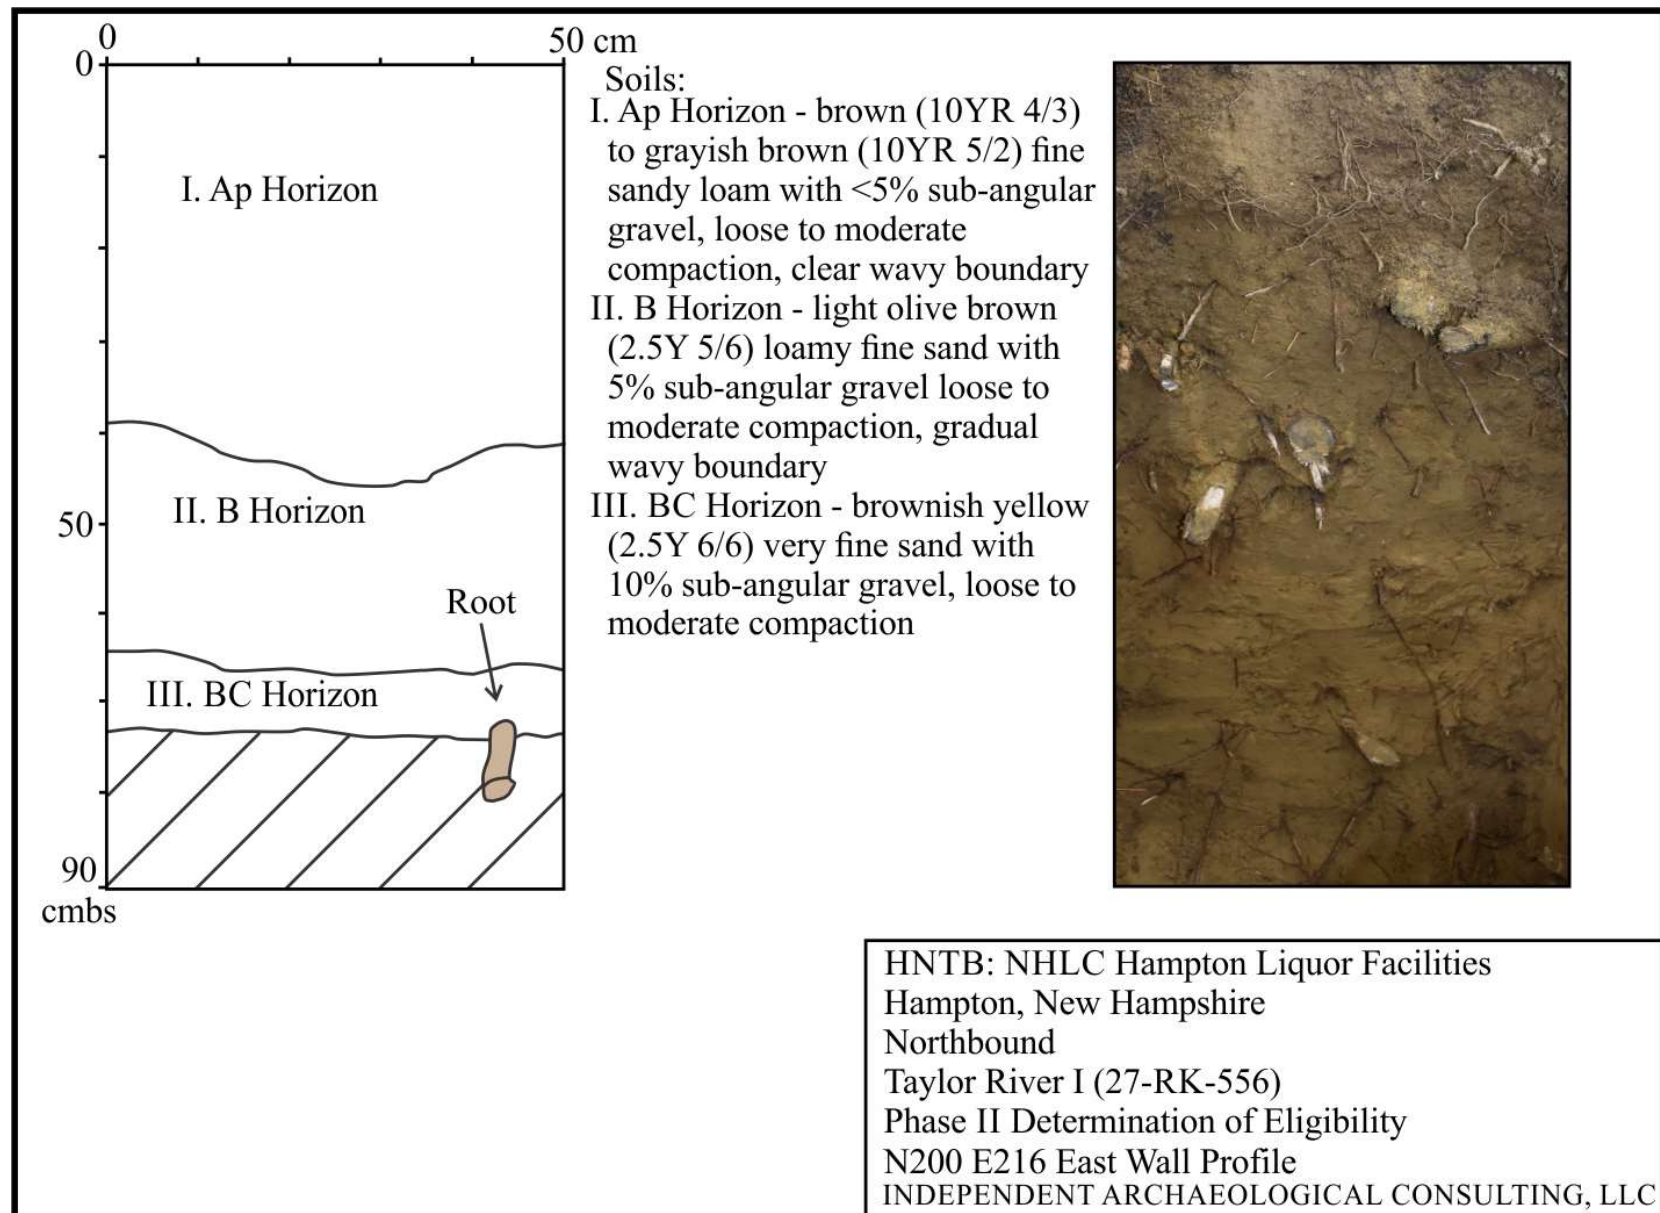 0
50 cm
0
I. Ap Horizon
II. B Horizon
50
Root
III. BC Horizon
90
cmbs
Soils:
I. Ap Horizon - brown (10YR 4/3)
to grayish brown (10YR 5/2) fine
sandy loam with <5% sub-angular
gravel, loose to moderate
compaction, clear wavy boundary
II. B Horizon - light olive brown
(2.5Y 5/6) loamy fine sand with
5% sub-angular gravel loose to
moderate compaction, gradual
wavy boundary
III. BC Horizon - brownish yellow
(2.5Y 6/6) very fine sand with
10% sub-angular gravel, loose to
moderate compaction
HNTB: NHLC Hampton Liquor Facilities
Hampton, New Hampshire
Northbound
Taylor River I (27-RK-556)
Phase II Determination of Eligibility
N200 E216 East Wall Profile
INDEPENDENT ARCHAEOLOGICAL CONSULTING, LLC